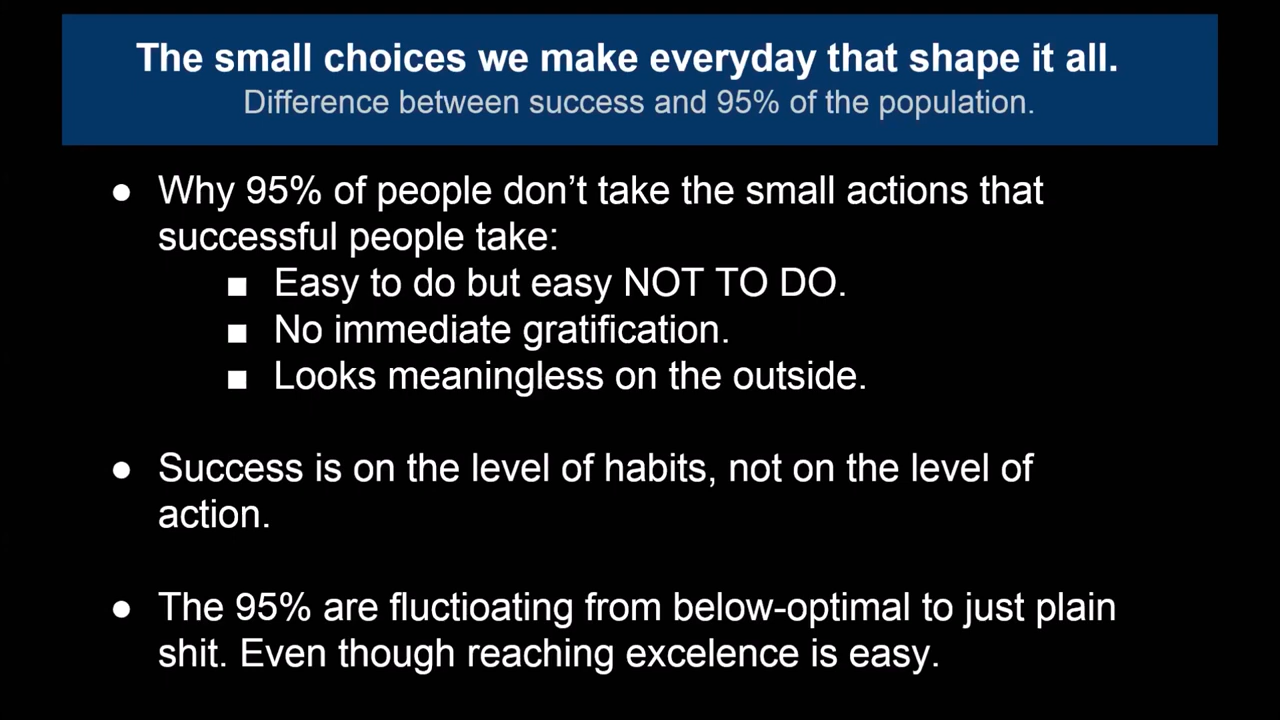 The small choices we make everyday that shape it all.
Difference between success and 95% of the population.
● Why 95% of people don’t take the small actions that
successful people take:
■ Easy to do but easy NOT TO DO.
■ No immediate gratification.
■ Looks meaningless on the outside.
● Success is on the level of habits, not on the level of
action.
● The 95% are fluctioating from below-optimal to just plain
shit. Even though reaching excelence is easy.